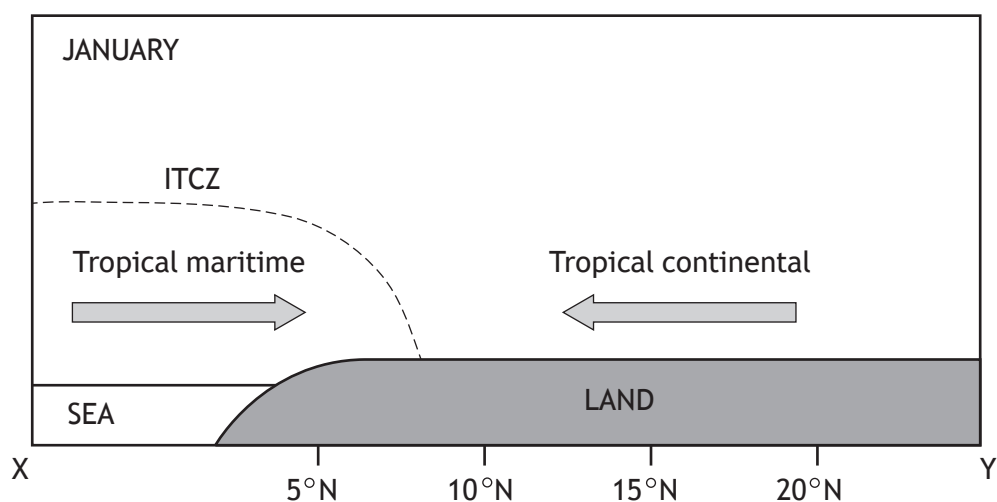 JANUARY
ITCZ
Tropical maritime
Tropical continental
LAND
SEA
X
Y
5°N
10°N
15°N
20°N